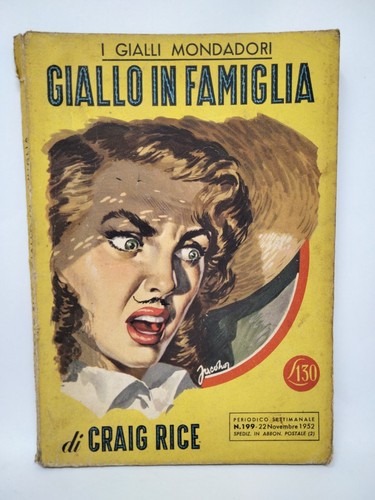 I GIALLI MONDADORI
GIALLO IN FAMIGLIA
Jacono
L130
PERIODICO SETTIMANALE
N.199 - 22 Novembre 1952
SPEDIZ. IN ABBON. POSTALE (2)
di CRAIG RICE